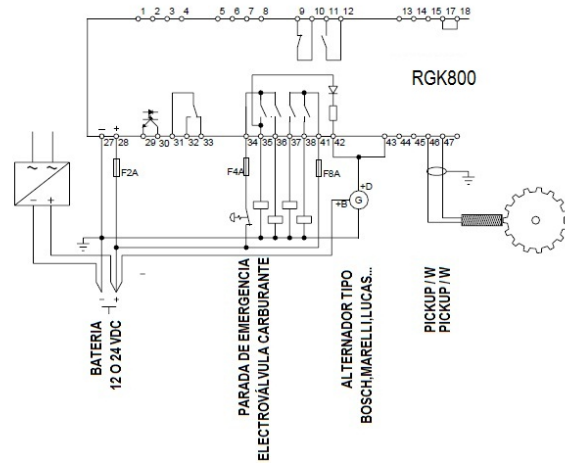 1 2 3 4 5 6 7 8 9 10 11 12 13 14 15 17 18
RGK800
27 28 29 30 31 32 33 34 35 36 37 38 41 42 43 44 45 46 47
F2A
F4A
F8A
+D
+B
G
BATERIA
12 O 24 VDC
PARADA DE EMERGENCIA
ELECTROVÁLVULA CARBURANTE
ALTERNADOR TIPO
BOSCH,MARELLI,LUCAS...
PICKUP / W
PICKUP / W